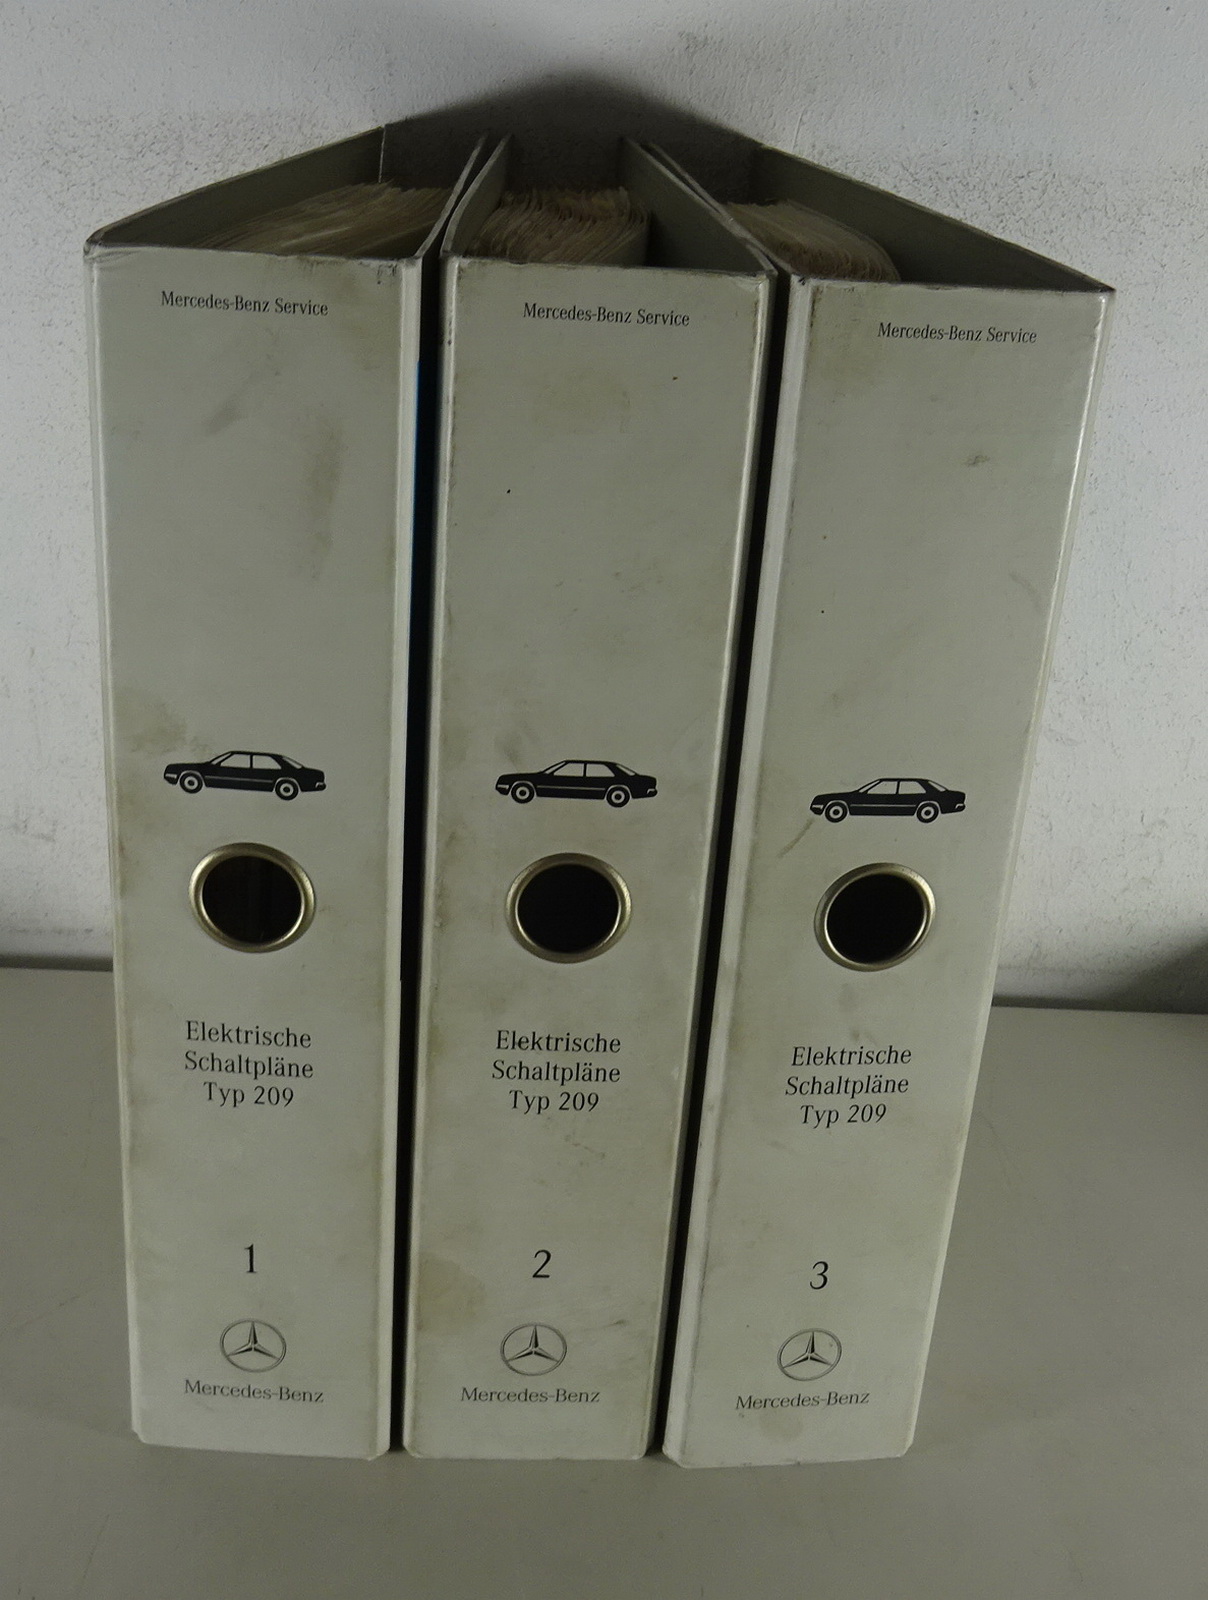 Mercedes-Benz Service
Elektrische
Schaltpläne
Typ 209
1
Mercedes-Benz
Mercedes-Benz Service
Elektrische
Schaltpläne
Typ 209
2
Mercedes-Benz
Mercedes-Benz Service
Elektrische
Schaltpläne
Typ 209
3
Mercedes-Benz